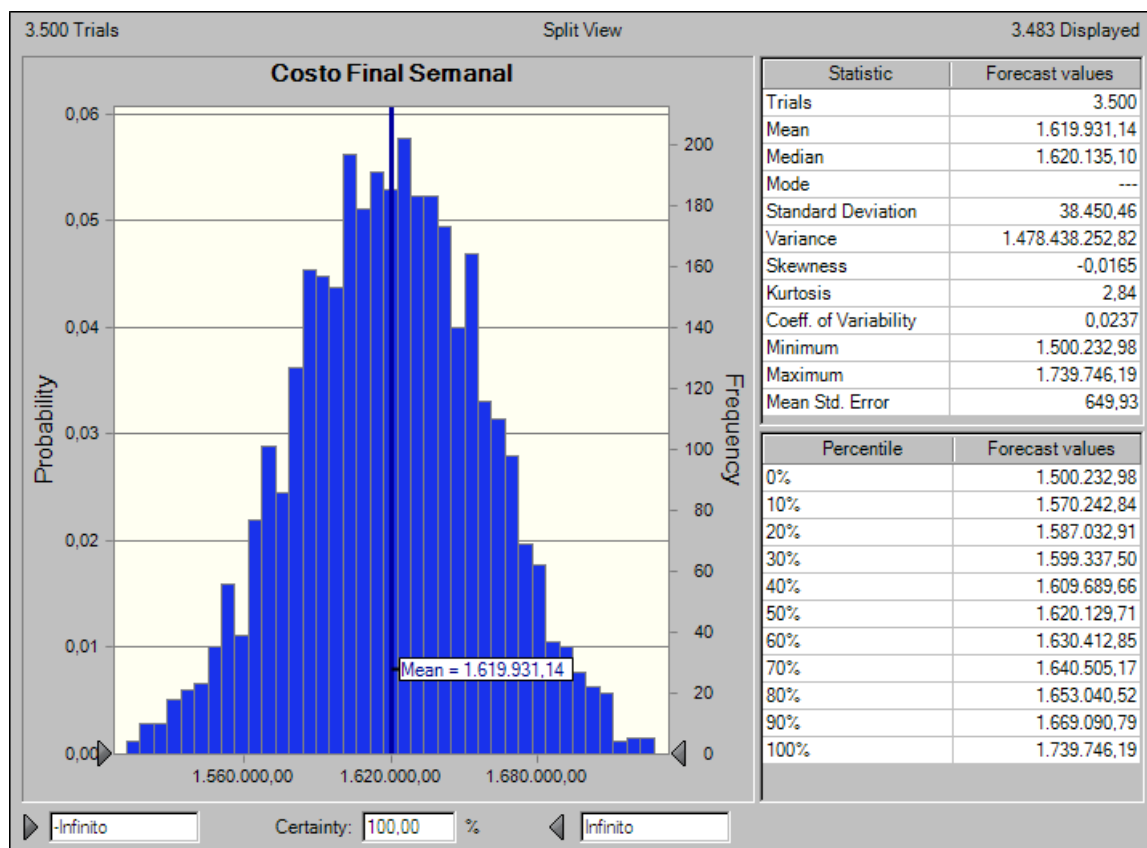 3.500 Trials Split View 3.483 Displayed
Costo Final Semanal
0,06
0,05
0,04
0,03
0,02
0,01
0,00
Probability
200
180
160
140
120
100
80
60
40
20
0
Frequency
Mean = 1.619.931,14
1.560.000,00 1.620.000,00 1.680.000,00
Statistic Forecast values
Trials 3.500
Mean 1.619.931,14
Median 1.620.135,10
Mode ---
Standard Deviation 38.450,46
Variance 1.478.438.252,82
Skewness -0,0165
Kurtosis 2,84
Coeff. of Variability 0,0237
Minimum 1.500.232,98
Maximum 1.739.746,19
Mean Std. Error 649,93
Percentile Forecast values
0% 1.500.232,98
10% 1.570.242,84
20% 1.587.032,91
30% 1.599.337,50
40% 1.609.689,66
50% 1.620.129,71
60% 1.630.412,85
70% 1.640.505,17
80% 1.653.040,52
90% 1.669.090,79
100% 1.739.746,19
-Infinito Certainty: 100,00 % Infinito